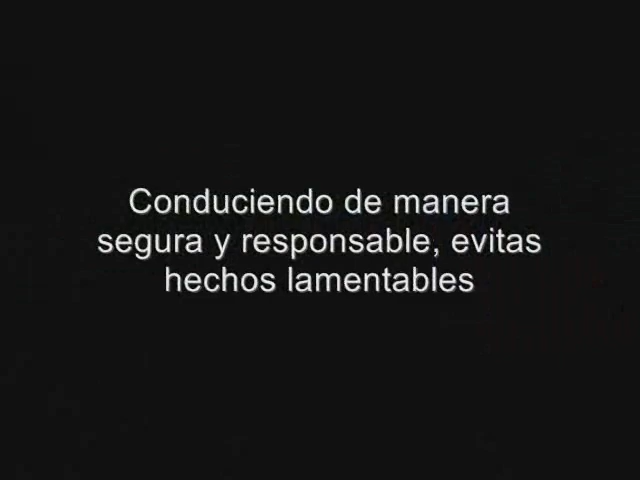 Conduciendo de manera
segura y responsable, evitas
hechos lamentables